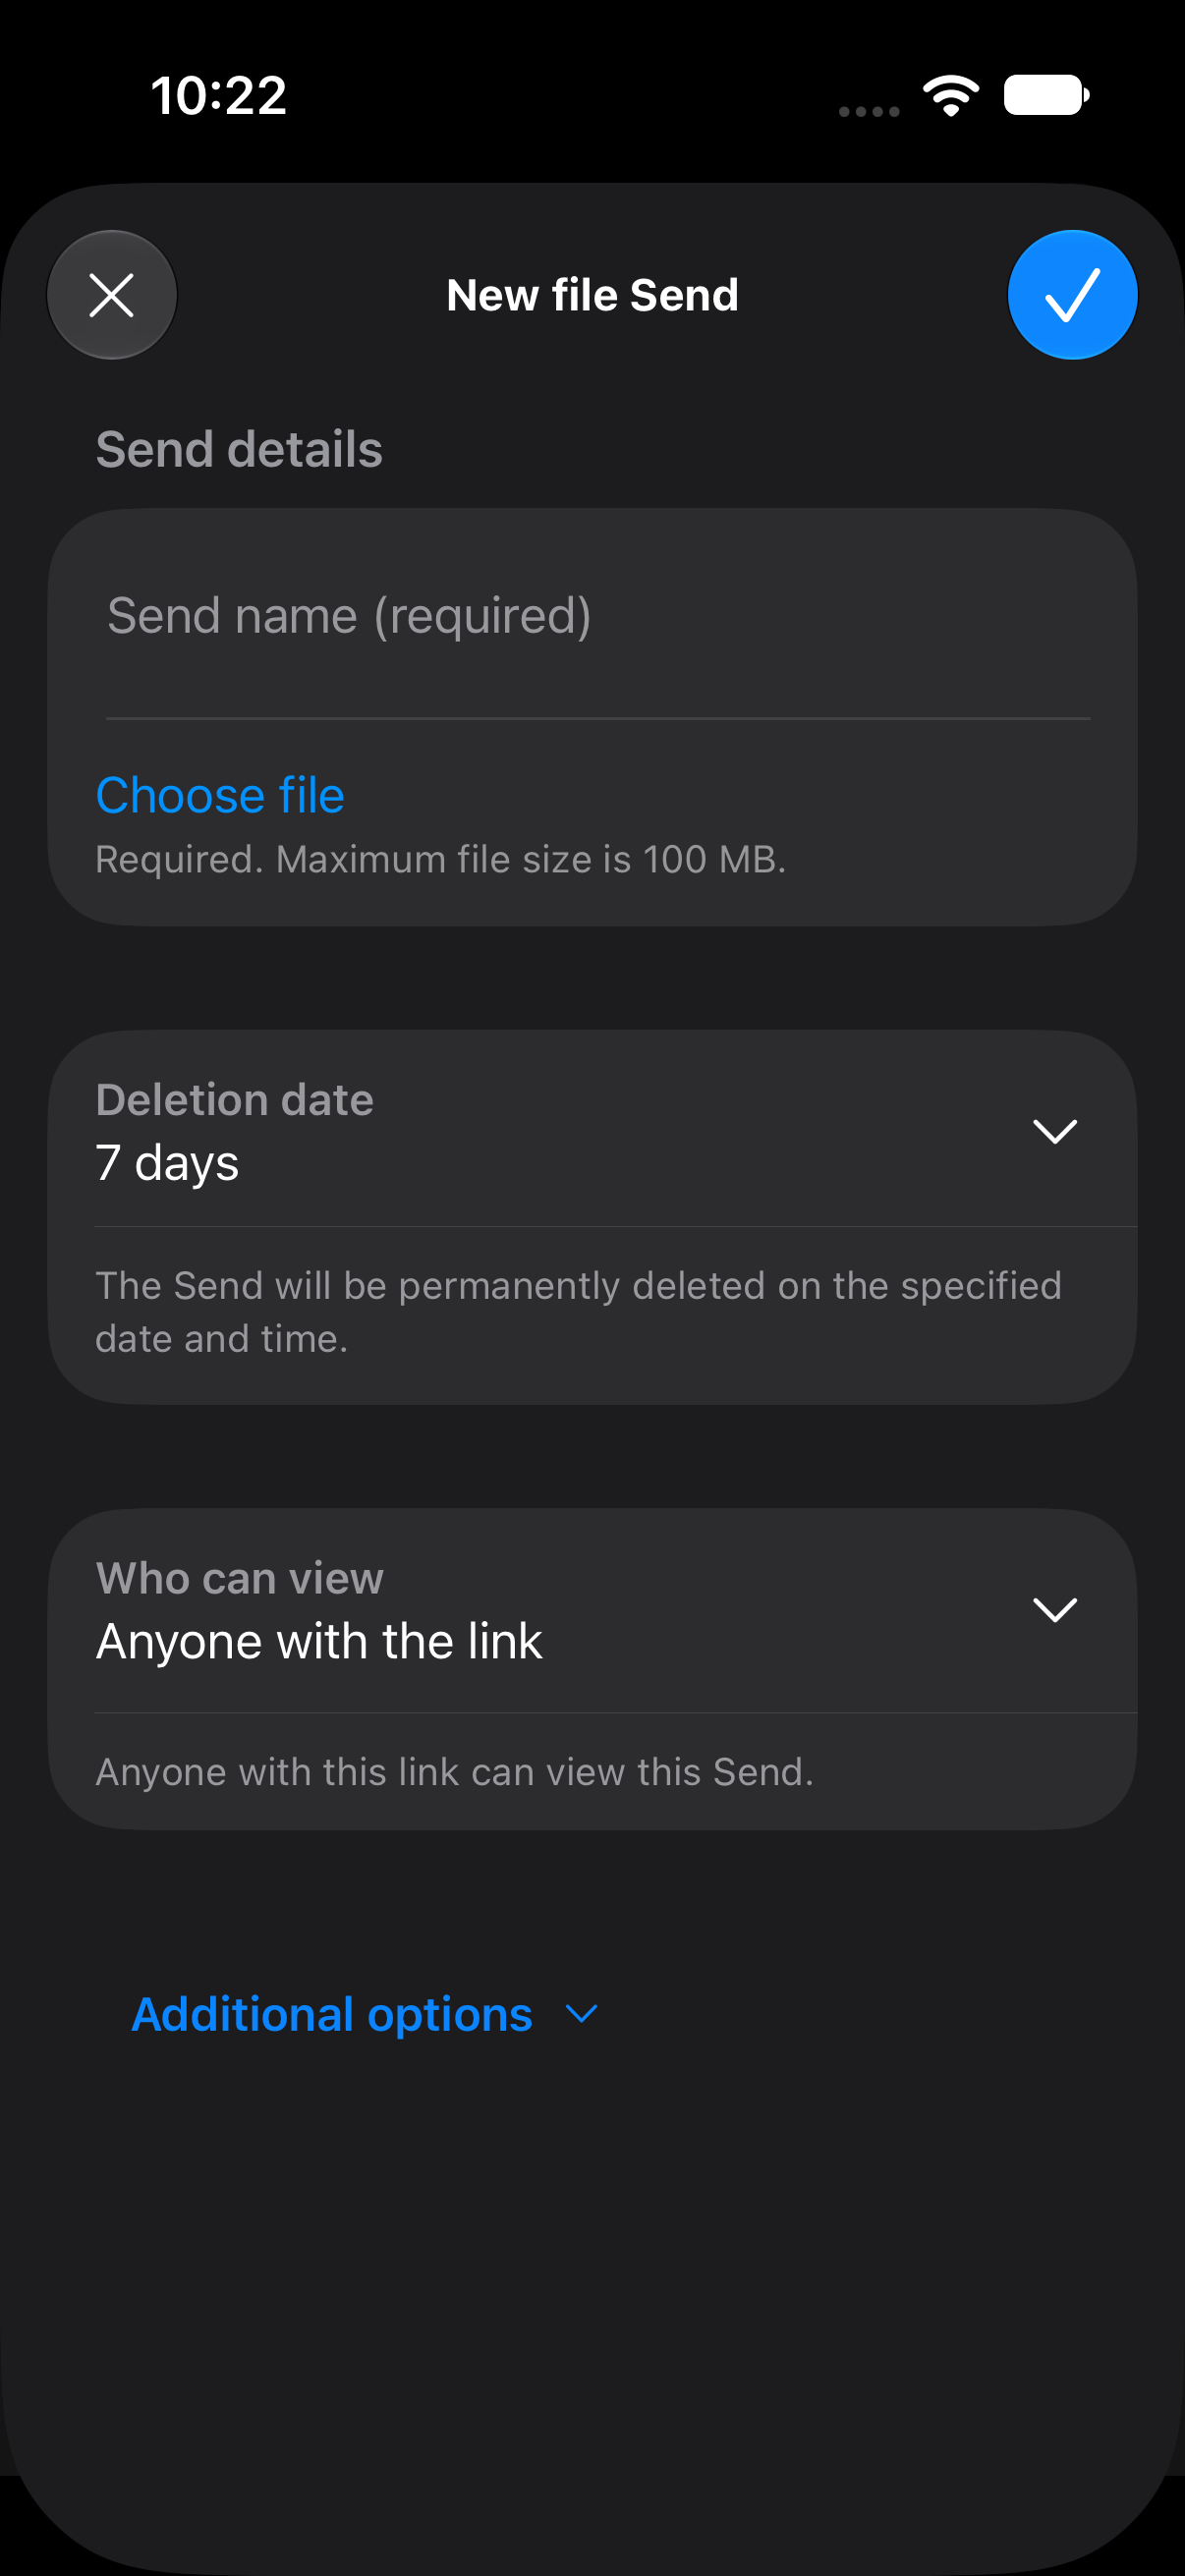 10:22
New file Send
Send details
Send name (required)
Choose file
Required. Maximum file size is 100 MB.
Deletion date
7 days
The Send will be permanently deleted on the specified
date and time.
Who can view
Anyone with the link
Anyone with this link can view this Send.
Additional options